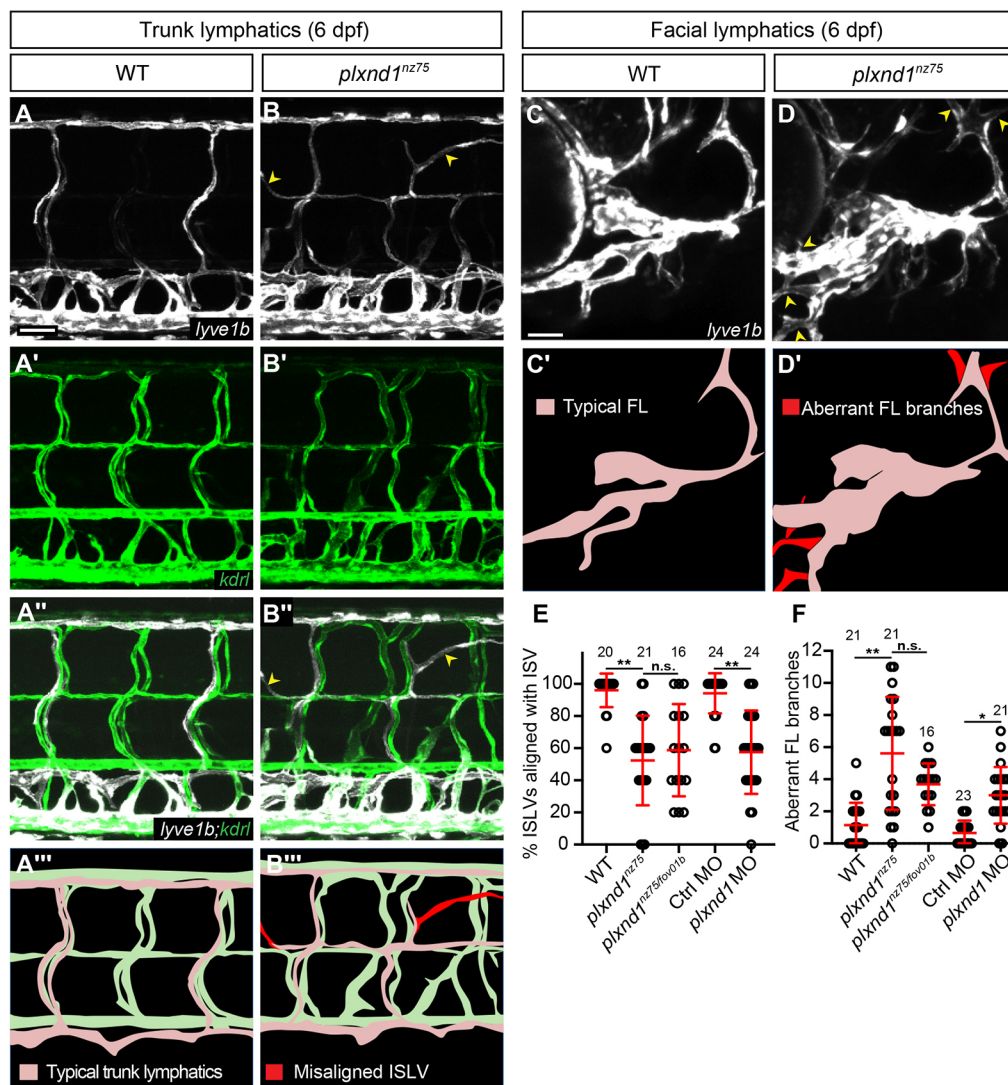 Trunk lymphatics (6 dpf)
Facial lymphatics (6 dpf)
WT
plxnd1nz75
WT
plxnd1nz75
A
B
C
D
lyve1b
lyve1b
A'
B'
C'
D'
Typical FL
Aberrant FL branches
kdrl
A''
B''
lyve1b;kdrl
E
% ISLVs aligned with ISV
100
80
60
40
20
0
20
21
16
24
24
**
n.s.
**
WT
plxnd1nz75
plxnd1nz75/fov01b
Ctrl MO
plxnd1 MO
F
Aberrant FL branches
12
10
8
6
4
2
0
21
21
16
23
21
**
n.s.
*
WT
plxnd1nz75
plxnd1nz75/fov01b
Ctrl MO
plxnd1 MO
A'''
B'''
Typical trunk lymphatics
Misaligned ISLV